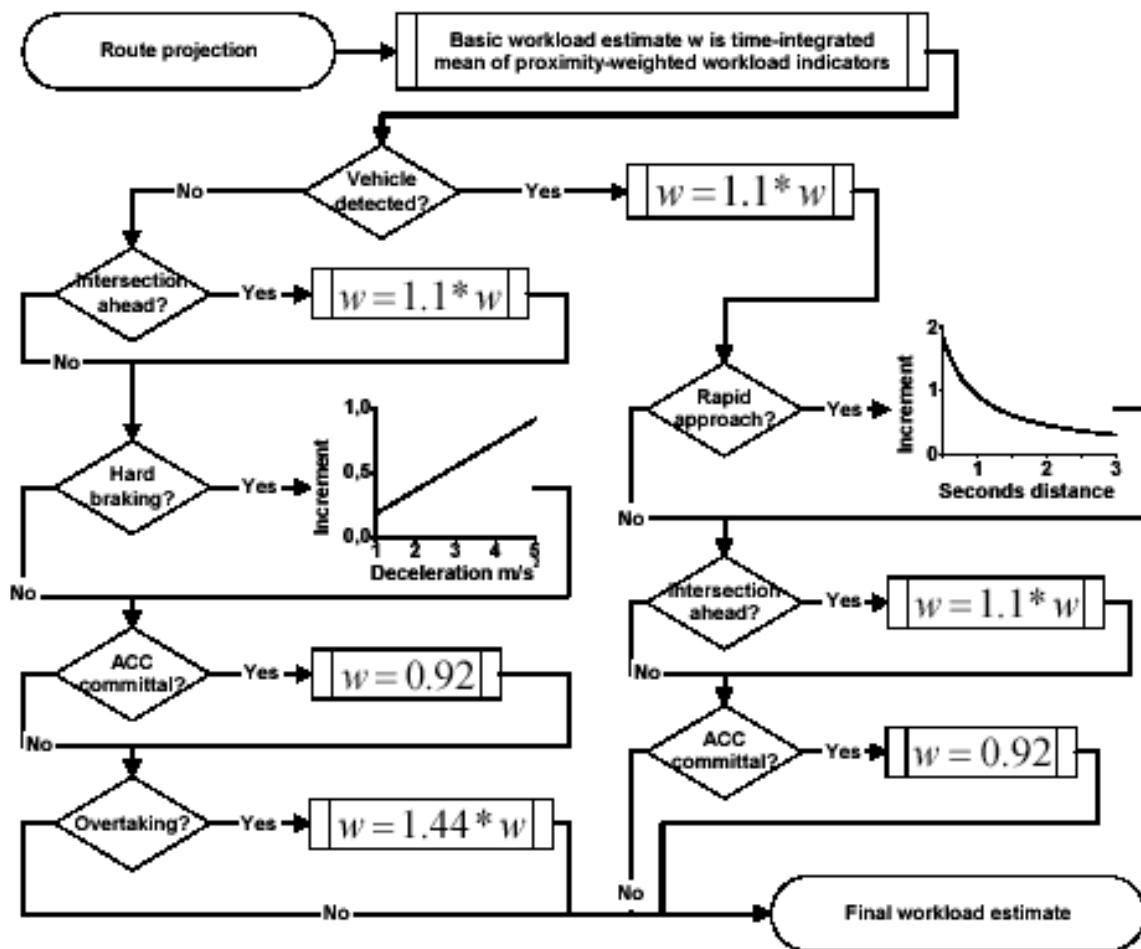 Route projection
Basic workload estimate w is time-integrated
mean of proximity-weighted workload indicators
Vehicle
detected?
No
Yes
w = 1.1* w
Intersection
ahead?
Yes
w = 1.1* w
No
Rapid
approach?
Yes
2
1
0
Increment
1 2 3
Seconds distance
No
Hard
braking?
Yes
1,0
0,5
0,0
Increment
1 2 3 4 5
Deceleration m/s²
No
Intersection
ahead?
Yes
w = 1.1* w
No
ACC
committal?
Yes
w = 0.92
No
ACC
committal?
Yes
w = 0.92
No
Overtaking?
Yes
w = 1.44 * w
No
Final workload estimate